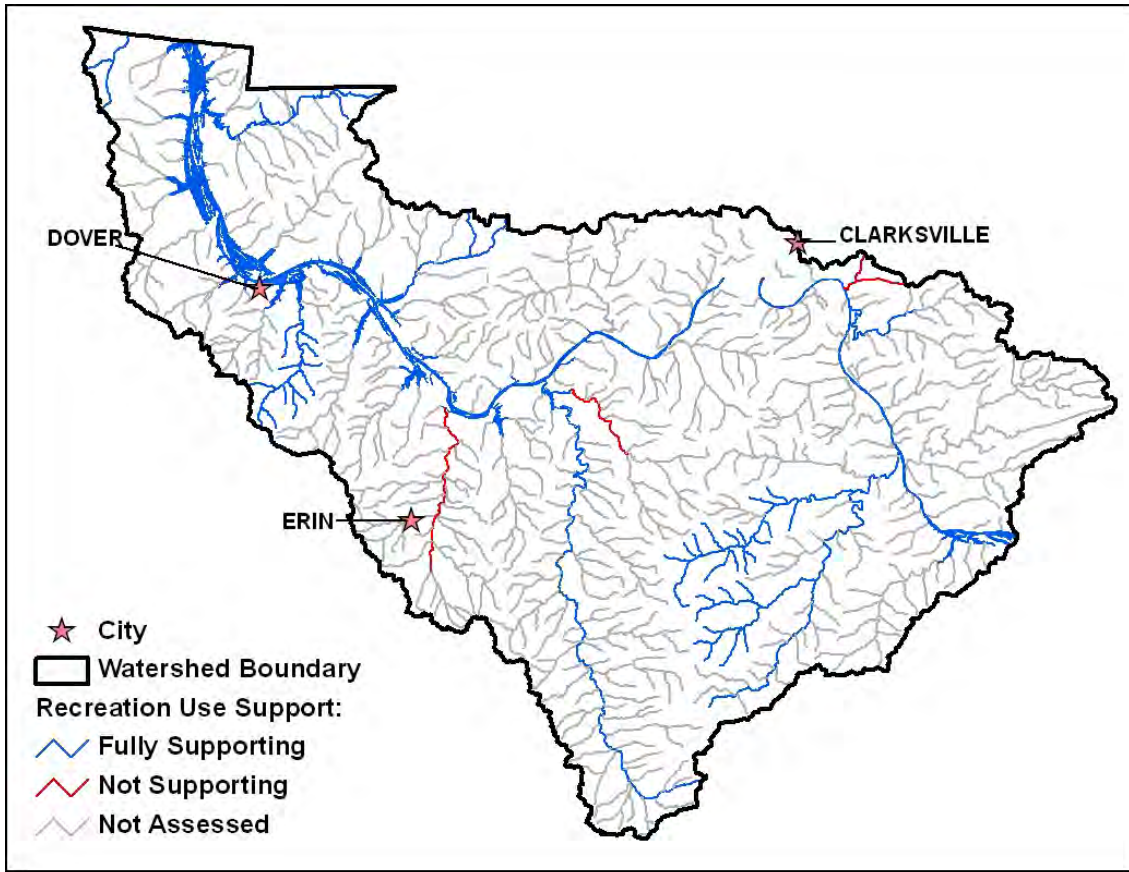 DOVER
CLARKSVILLE
ERIN
City
Watershed Boundary
Recreation Use Support:
Fully Supporting
Not Supporting
Not Assessed